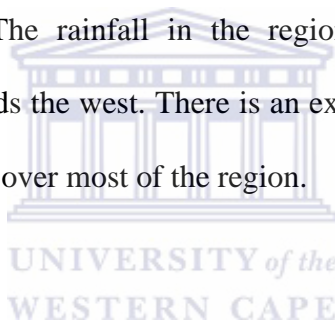 The rainfall in the regio
ds the west. There is an ex
over most of the region.
UNIVERSITY of the
WESTERN CAPE